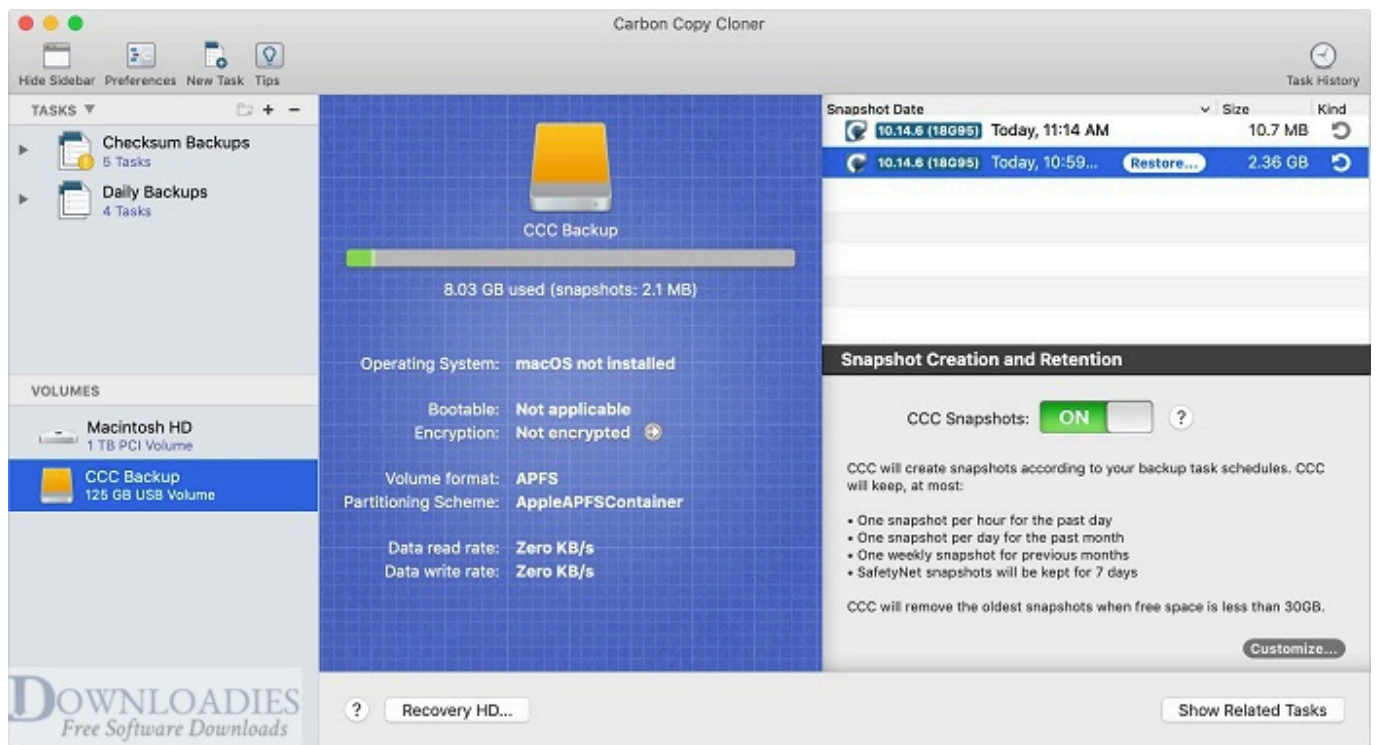 Carbon Copy Cloner
Hide Sidebar Preferences New Task Tips
Task History
TASKS
Checksum Backups
5 Tasks
Daily Backups
4 Tasks
VOLUMES
Macintosh HD
1 TB PCI Volume
CCC Backup
125 GB USB Volume
DOWNLOADIES
Free Software Downloads
CCC Backup
8.03 GB used (snapshots: 2.1 MB)
Operating System: macOS not installed
Bootable: Not applicable
Encryption: Not encrypted
Volume format: APFS
Partitioning Scheme: AppleAPFSContainer
Data read rate: Zero KB/s
Data write rate: Zero KB/s
Snapshot Date Size Kind
10.14.6 (18G95) Today, 11:14 AM 10.7 MB
10.14.6 (18G95) Today, 10:59... Restore... 2.36 GB
Snapshot Creation and Retention
CCC Snapshots: ON ?
CCC will create snapshots according to your backup task schedules. CCC
will keep, at most:
• One snapshot per hour for the past day
• One snapshot per day for the past month
• One weekly snapshot for previous months
• SafetyNet snapshots will be kept for 7 days
CCC will remove the oldest snapshots when free space is less than 30GB.
Customize...
? Recovery HD...
Show Related Tasks